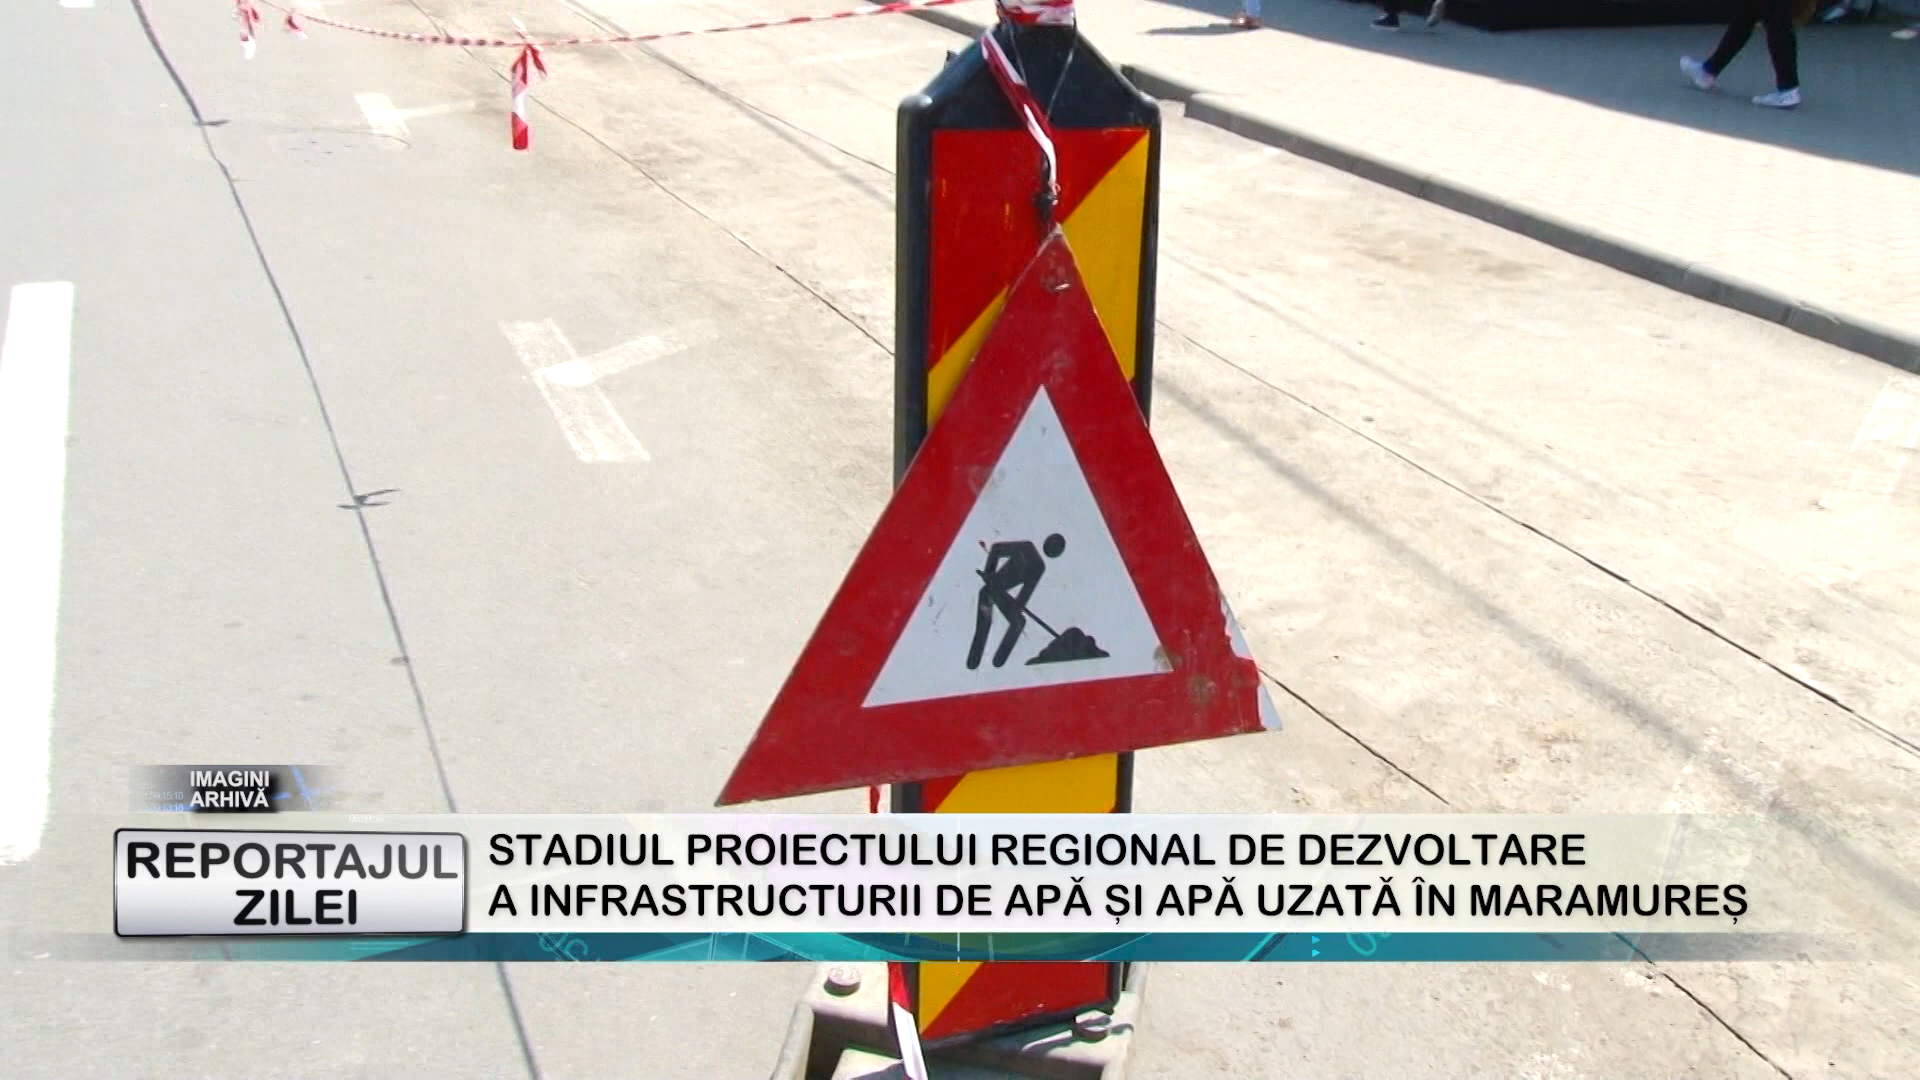 IMAGINI
ARHIVĂ
REPORTAJUL
ZILEI
STADIUL PROIECTULUI REGIONAL DE DEZVOLTARE
A INFRASTRUCTURII DE APĂ ȘI APĂ UZATĂ ÎN MARAMUREȘ